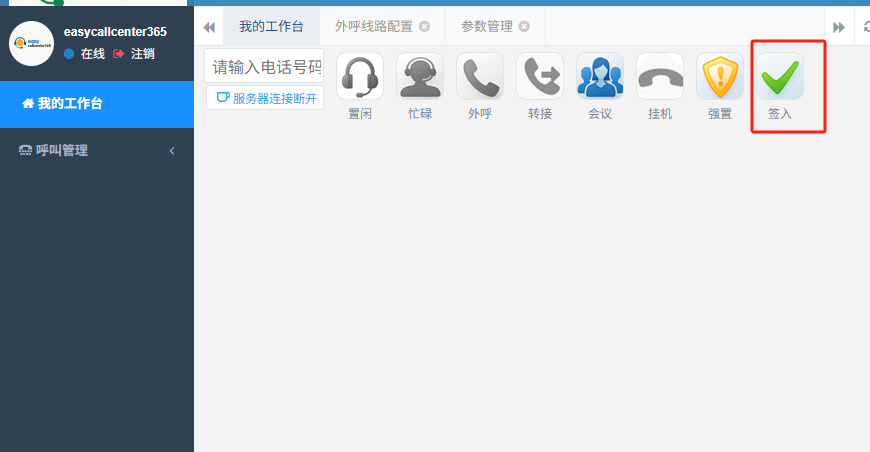 easycallcenter365
easy
callcenter365
在线 注销
我的工作台
呼叫管理
我的工作台 外呼线路配置 参数管理
请输入电话号码
服务器连接断开
置闲 忙碌 外呼 转接 会议 挂机 强置 签入